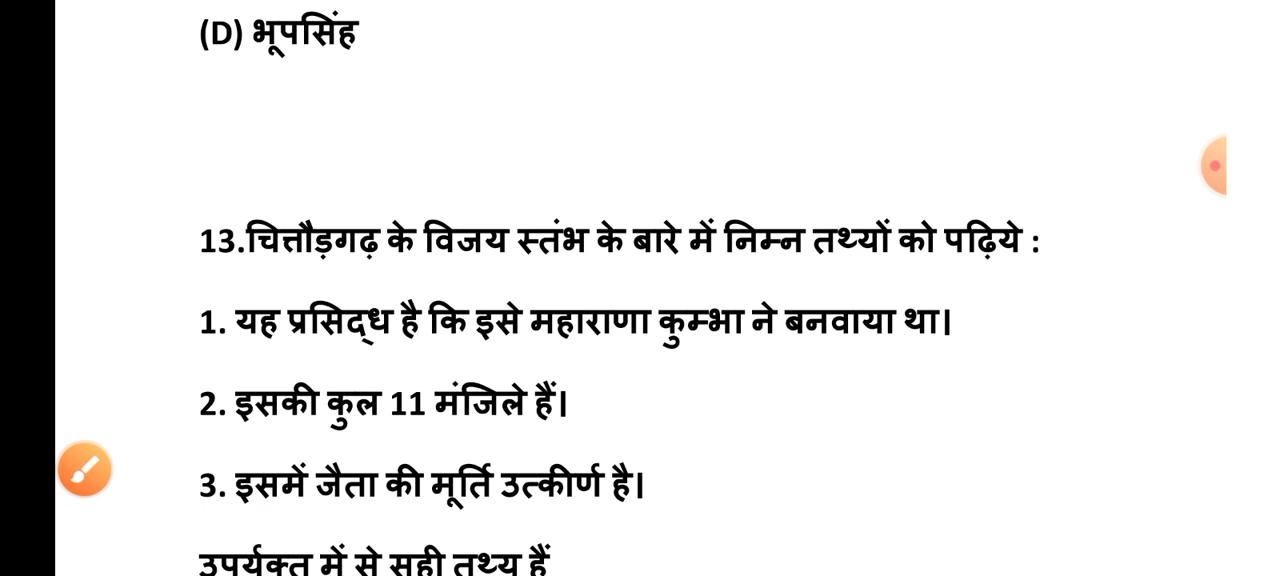 (D) भूपसिंह
13.चित्तौड़गढ़ के विजय स्तंभ के बारे में निम्न तथ्यों को पढ़िये :
1. यह प्रसिद्ध है कि इसे महाराणा कुम्भा ने बनवाया था।
2. इसकी कुल 11 मंजिले हैं।
3. इसमें जैता की मूर्ति उत्कीर्ण है।
उपर्युक्त में से सही तथ्य हैं